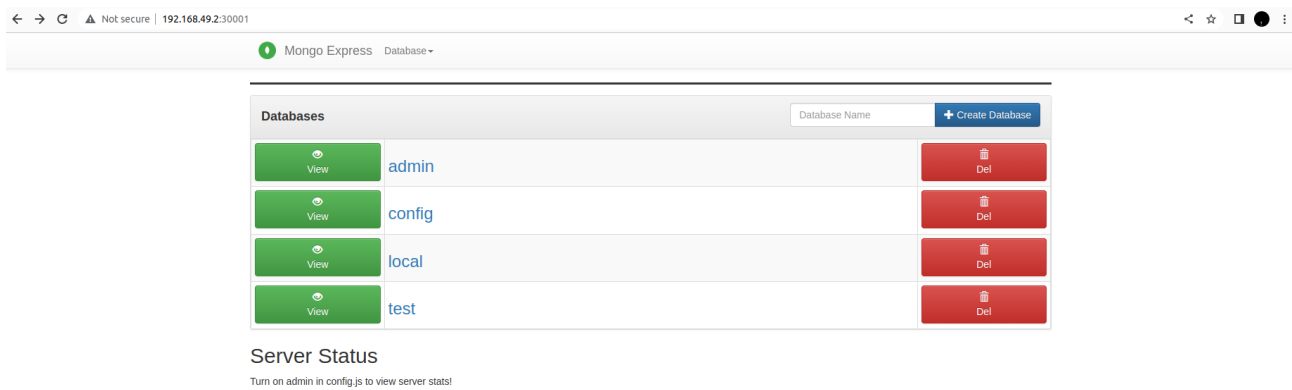 Not secure | 192.168.49.2:30001
Mongo Express Database
Databases Database Name Create Database
View admin Del
View config Del
View local Del
View test Del
Server Status
Turn on admin in config.js to view server stats!